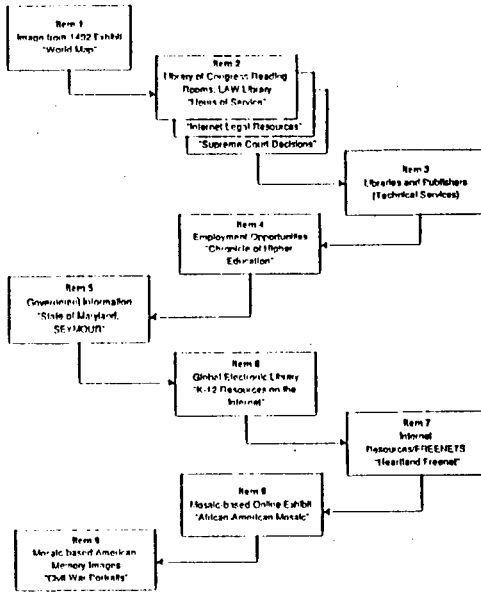 Item 1
Image from 1492 Exhibit
"World Map"
Item 2
Library of Congress Reading
Rooms: LAW Library
"Hours of Service"
"Internet Legal Resources"
"Supreme Court Decisions"
Item 3
Libraries and Publishers
(Technical Services)
Item 4
Employment Opportunities
"Chronicle of Higher
Education"
Item 5
Government Information
"State of Maryland,
SEYMOUR"
Item 6
Global Electronic Library
"K-12 Resources on the
Internet"
Item 7
Internet
Resources/FREENETS
"Heartland Freenet"
Item 8
Mosaic-based Online Exhibit
"African American Mosaic"
Item 9
Mosaic-based American
Memory Images
"Civil War Portraits"